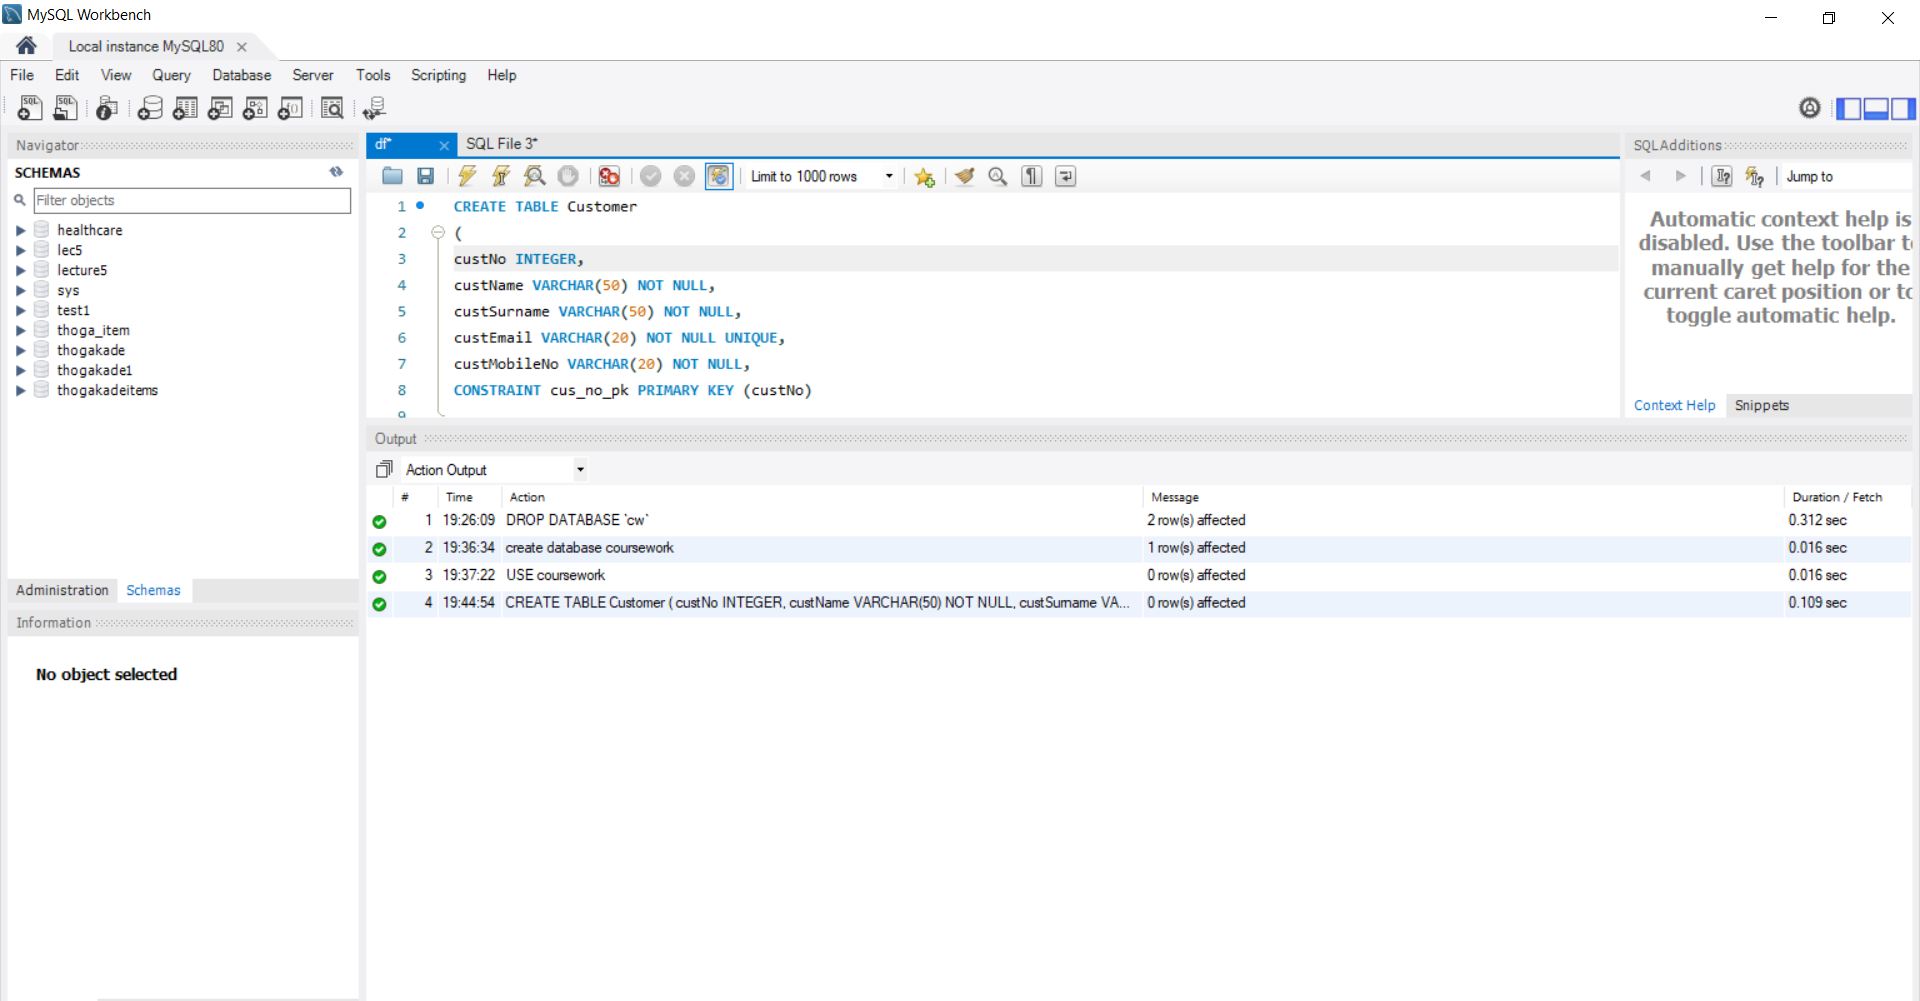 MySQL Workbench
Local instance MySQL80
File Edit View Query Database Server Tools Scripting Help
Navigator
SCHEMAS
Filter objects
healthcare
lec5
lecture5
sys
test1
thoga_item
thogakade
thogakade1
thogakadeitems
Administration Schemas
Information
No object selected
df* SQL File 3*
Limit to 1000 rows
1 CREATE TABLE Customer
2 (
3 custNo INTEGER,
4 custName VARCHAR(50) NOT NULL,
5 custSurname VARCHAR(50) NOT NULL,
6 custEmail VARCHAR(20) NOT NULL UNIQUE,
7 custMobileNo VARCHAR(20) NOT NULL,
8 CONSTRAINT cus_no_pk PRIMARY KEY (custNo)
9
SQLAdditions
Jump to
Automatic context help is
disabled. Use the toolbar t
manually get help for the
current caret position or to
toggle automatic help.
Context Help Snippets
Output
Action Output
# Time Action Message Duration / Fetch
1 19:26:09 DROP DATABASE `cw` 2 row(s) affected 0.312 sec
2 19:36:34 create database coursework 1 row(s) affected 0.016 sec
3 19:37:22 USE coursework 0 row(s) affected 0.016 sec
4 19:44:54 CREATE TABLE Customer ( custNo INTEGER, custName VARCHAR(50) NOT NULL, custSurname VA... 0 row(s) affected 0.109 sec